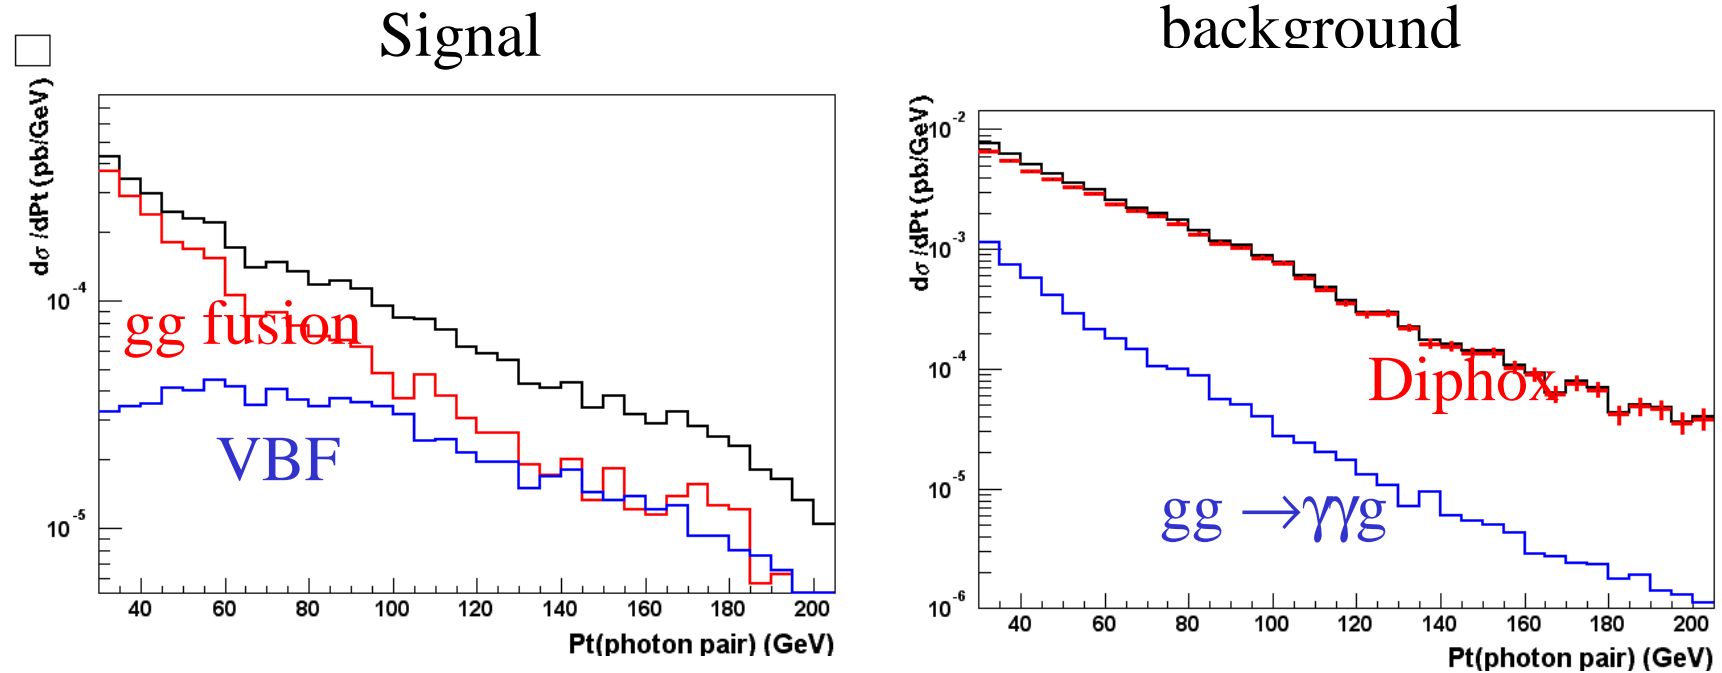 Signal
dσ/dPt (pb/GeV)
10⁻⁴
10⁻⁵
gg fusion
VBF
40 60 80 100 120 140 160 180 200
Pt(photon pair) (GeV)
background
dσ/dPt (pb/GeV)
10⁻²
10⁻³
10⁻⁴
10⁻⁵
10⁻⁶
Diphox
gg →γγg
40 60 80 100 120 140 160 180 200
Pt(photon pair) (GeV)